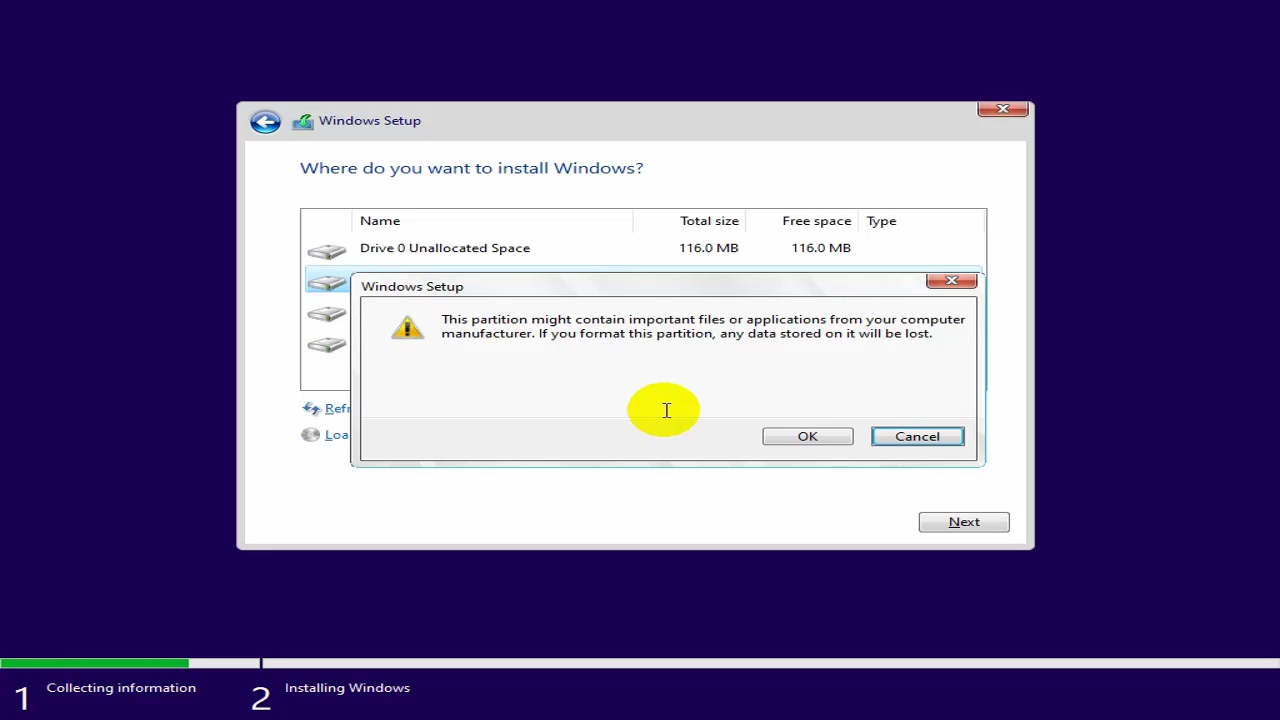 Windows Setup
Where do you want to install Windows?
Name Total size Free space Type
Drive 0 Unallocated Space 116.0 MB 116.0 MB
Windows Setup
This partition might contain important files or applications from your computer
manufacturer. If you format this partition, any data stored on it will be lost.
OK Cancel
Refr
Loa
Next
1 Collecting information 2 Installing Windows